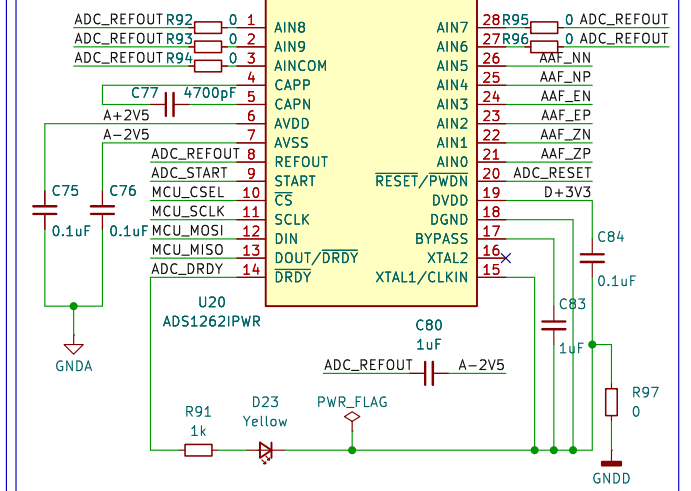 ADC_REFOUT R92 0 1 AIN8 AIN7 28 R95 0 ADC_REFOUT
ADC_REFOUT R93 0 2 AIN9 AIN6 27 R96 0 ADC_REFOUT
ADC_REFOUT R94 0 3 AINCOM AIN5 26 AAF_NN
4 CAPP AIN4 25 AAF_NP
C77 4700pF 5 CAPN AIN3 24 AAF_EN
A+2V5 6 AVDD AIN2 23 AAF_EP
A-2V5 7 AVSS AIN1 22 AAF_ZN
ADC_REFOUT 8 REFOUT AIN0 21 AAF_ZP
ADC_START 9 START RESET/PWDN 20 ADC_RESET
C75 C76 MCU_CSEL 10 CS DVDD 19 D+3V3
MCU_SCLK 11 SCLK DGND 18
0.1uF 0.1uF MCU_MOSI 12 DIN BYPASS 17 C84
MCU_MISO 13 DOUT/DRDY XTAL2 16
ADC_DRDY 14 DRDY XTAL1/CLKIN 15 0.1uF
U20 C83
ADS1262IPWR C80
1uF 1uF
GNDA ADC_REFOUT A-2V5
R91 D23 PWR_FLAG R97
1k Yellow 0
GNDD